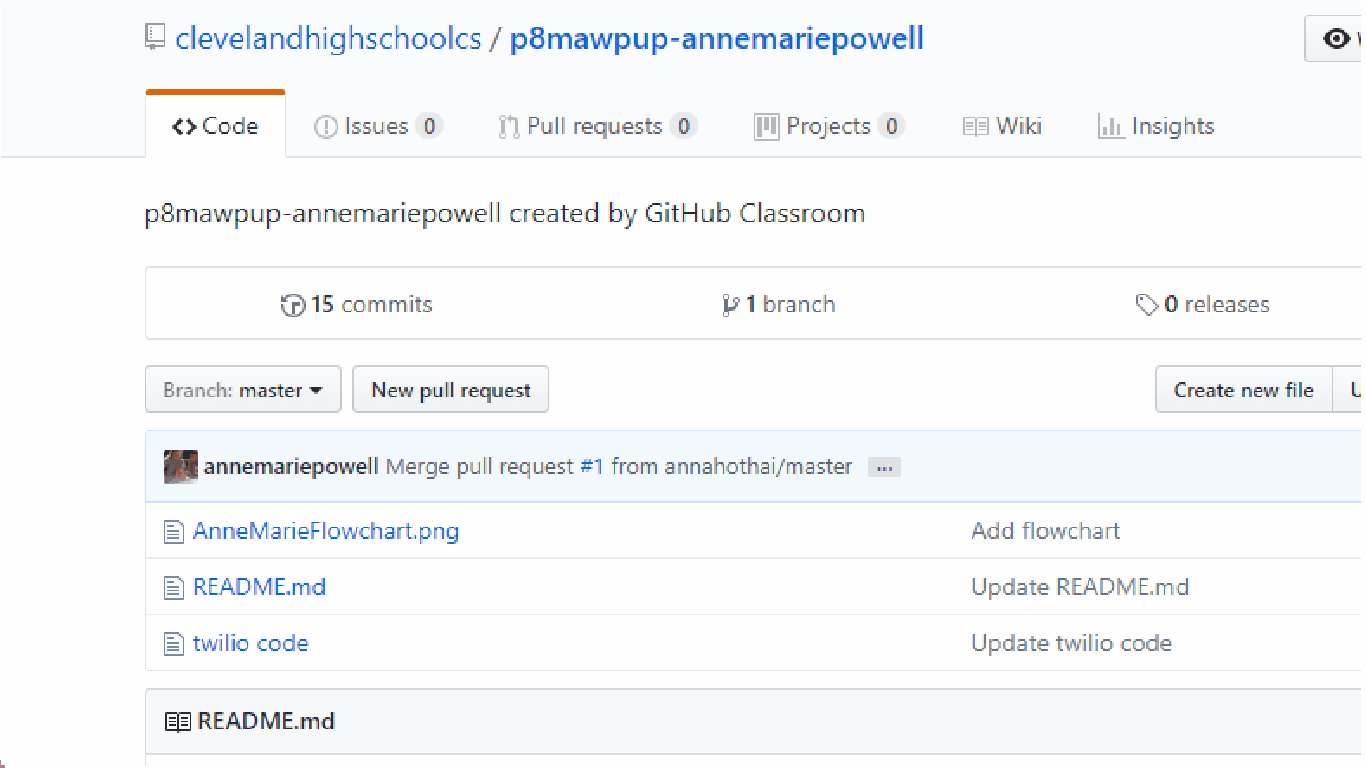 clevelandhighschoolcs / p8mawpup-annemariepowell
Code Issues 0 Pull requests 0 Projects 0 Wiki Insights
p8mawpup-annemariepowell created by GitHub Classroom
15 commits 1 branch 0 releases
Branch: master New pull request Create new file
annemariepowell Merge pull request #1 from annahothai/master ...
AnneMarieFlowchart.png Add flowchart
README.md Update README.md
twilio code Update twilio code
README.md